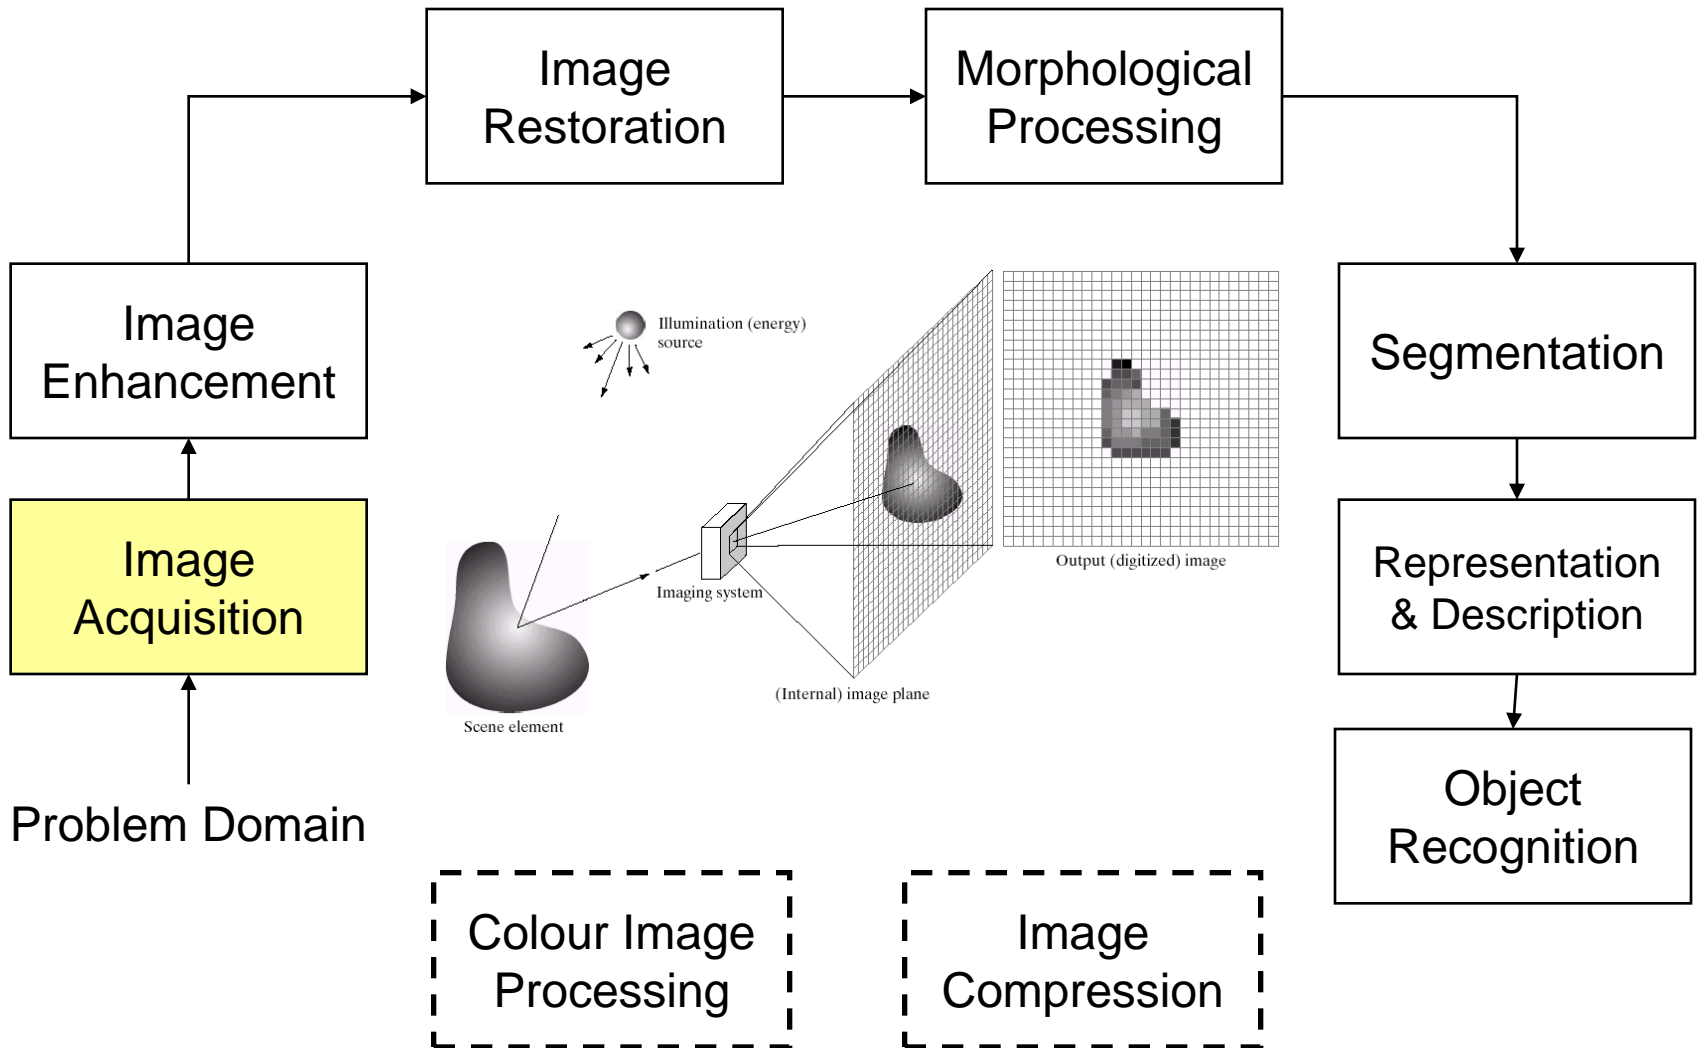 Image
Restoration
Morphological
Processing
Image
Enhancement
Illumination (energy)
source
Segmentation
Image
Acquisition
Imaging system
Output (digitized) image
Representation
& Description
(Internal) image plane
Scene element
Problem Domain
Object
Recognition
Colour Image
Processing
Image
Compression